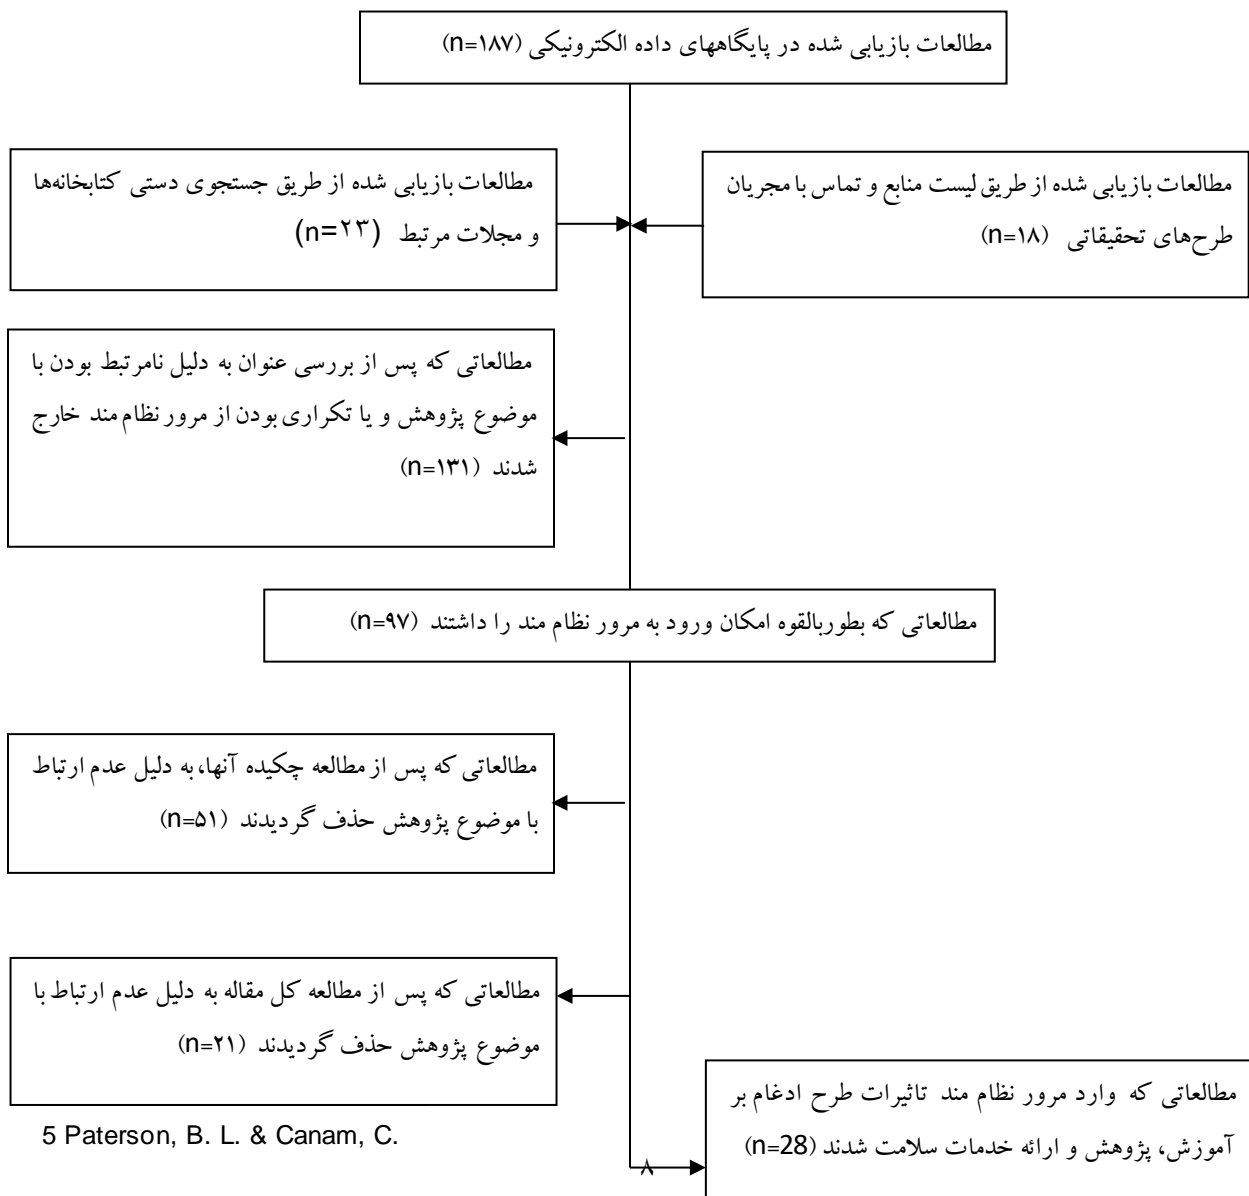 مطالعات بازیابی شده در پایگاههای داده الکترونیکی (n=۱۸۷)
مطالعات بازیابی شده از طریق لیست منابع و تماس با مجریان
طرح‌های تحقیقاتی (n=۱۸)
مطالعات بازیابی شده از طریق جستجوی دستی کتابخانه‌ها
و مجلات مرتبط (n=۲۳)
مطالعاتی که پس از بررسی عنوان به دلیل نامرتبط بودن با
موضوع پژوهش و یا تکراری بودن از مرور نظام مند خارج
شدند (n=۱۳۱)
مطالعاتی که بطوربالقوه امکان ورود به مرور نظام مند را داشتند (n=۹۷)
مطالعاتی که پس از مطالعه چکیده آنها، به دلیل عدم ارتباط
با موضوع پژوهش حذف گردیدند (n=۵۱)
مطالعاتی که پس از مطالعه کل مقاله به دلیل عدم ارتباط با
موضوع پژوهش حذف گردیدند (n=۲۱)
مطالعاتی که وارد مرور نظام مند تاثیرات طرح ادغام بر
آموزش، پژوهش و ارائه خدمات سلامت شدند (n=28)
5 Paterson, B. L. & Canam, C.
۸